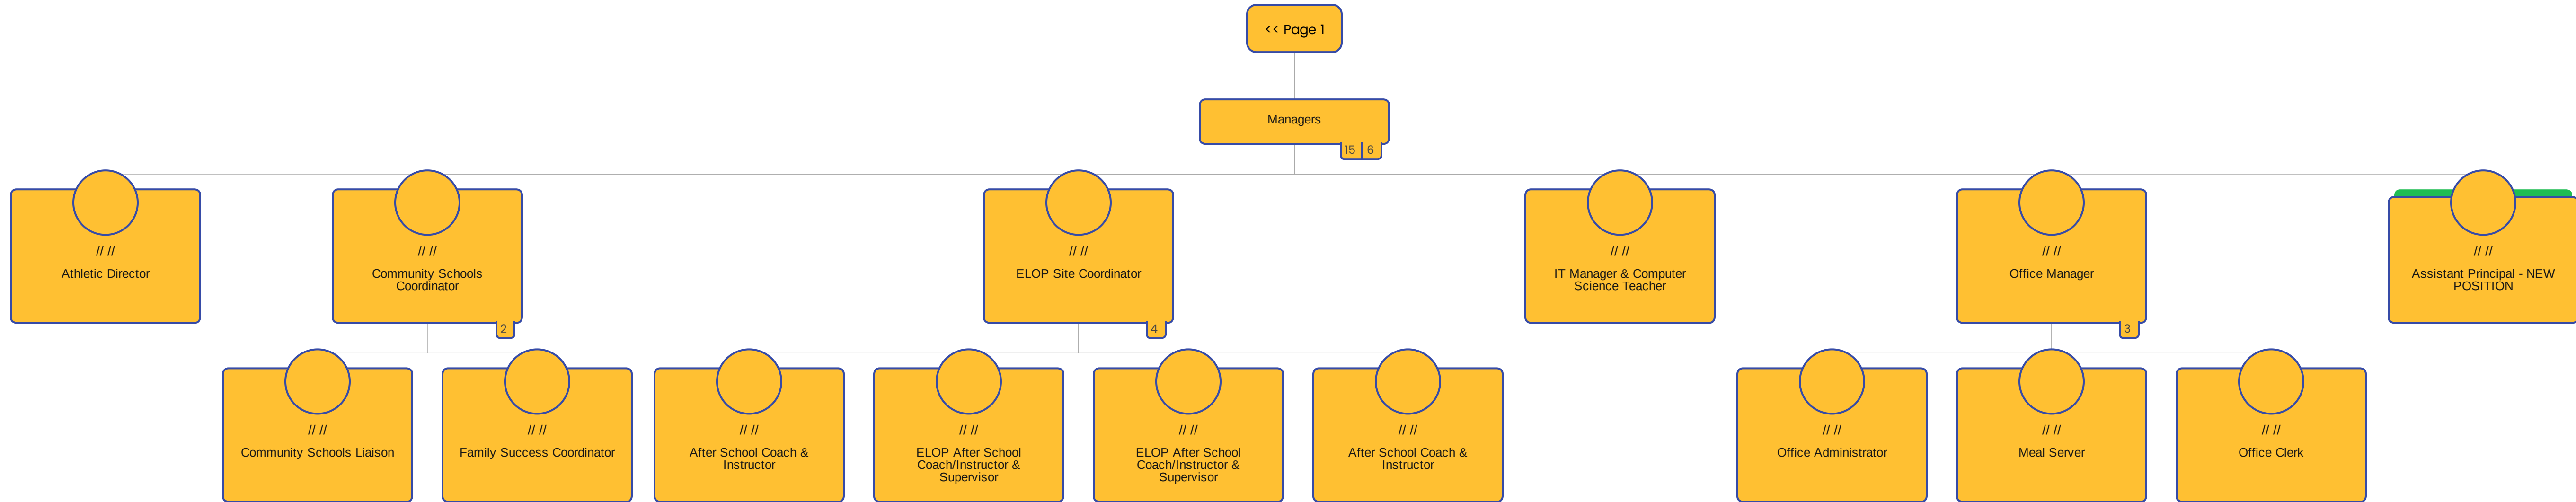 << Page 1
Managers
15 6
// //
Athletic Director
// //
Community Schools
Coordinator
2
// //
ELOP Site Coordinator
4
// //
IT Manager & Computer
Science Teacher
// //
Office Manager
3
// //
Assistant Principal - NEW
POSITION
// //
Community Schools Liaison
// //
Family Success Coordinator
// //
After School Coach &
Instructor
// //
ELOP After School
Coach/Instructor &
Supervisor
// //
ELOP After School
Coach/Instructor &
Supervisor
// //
After School Coach &
Instructor
// //
Office Administrator
// //
Meal Server
// //
Office Clerk